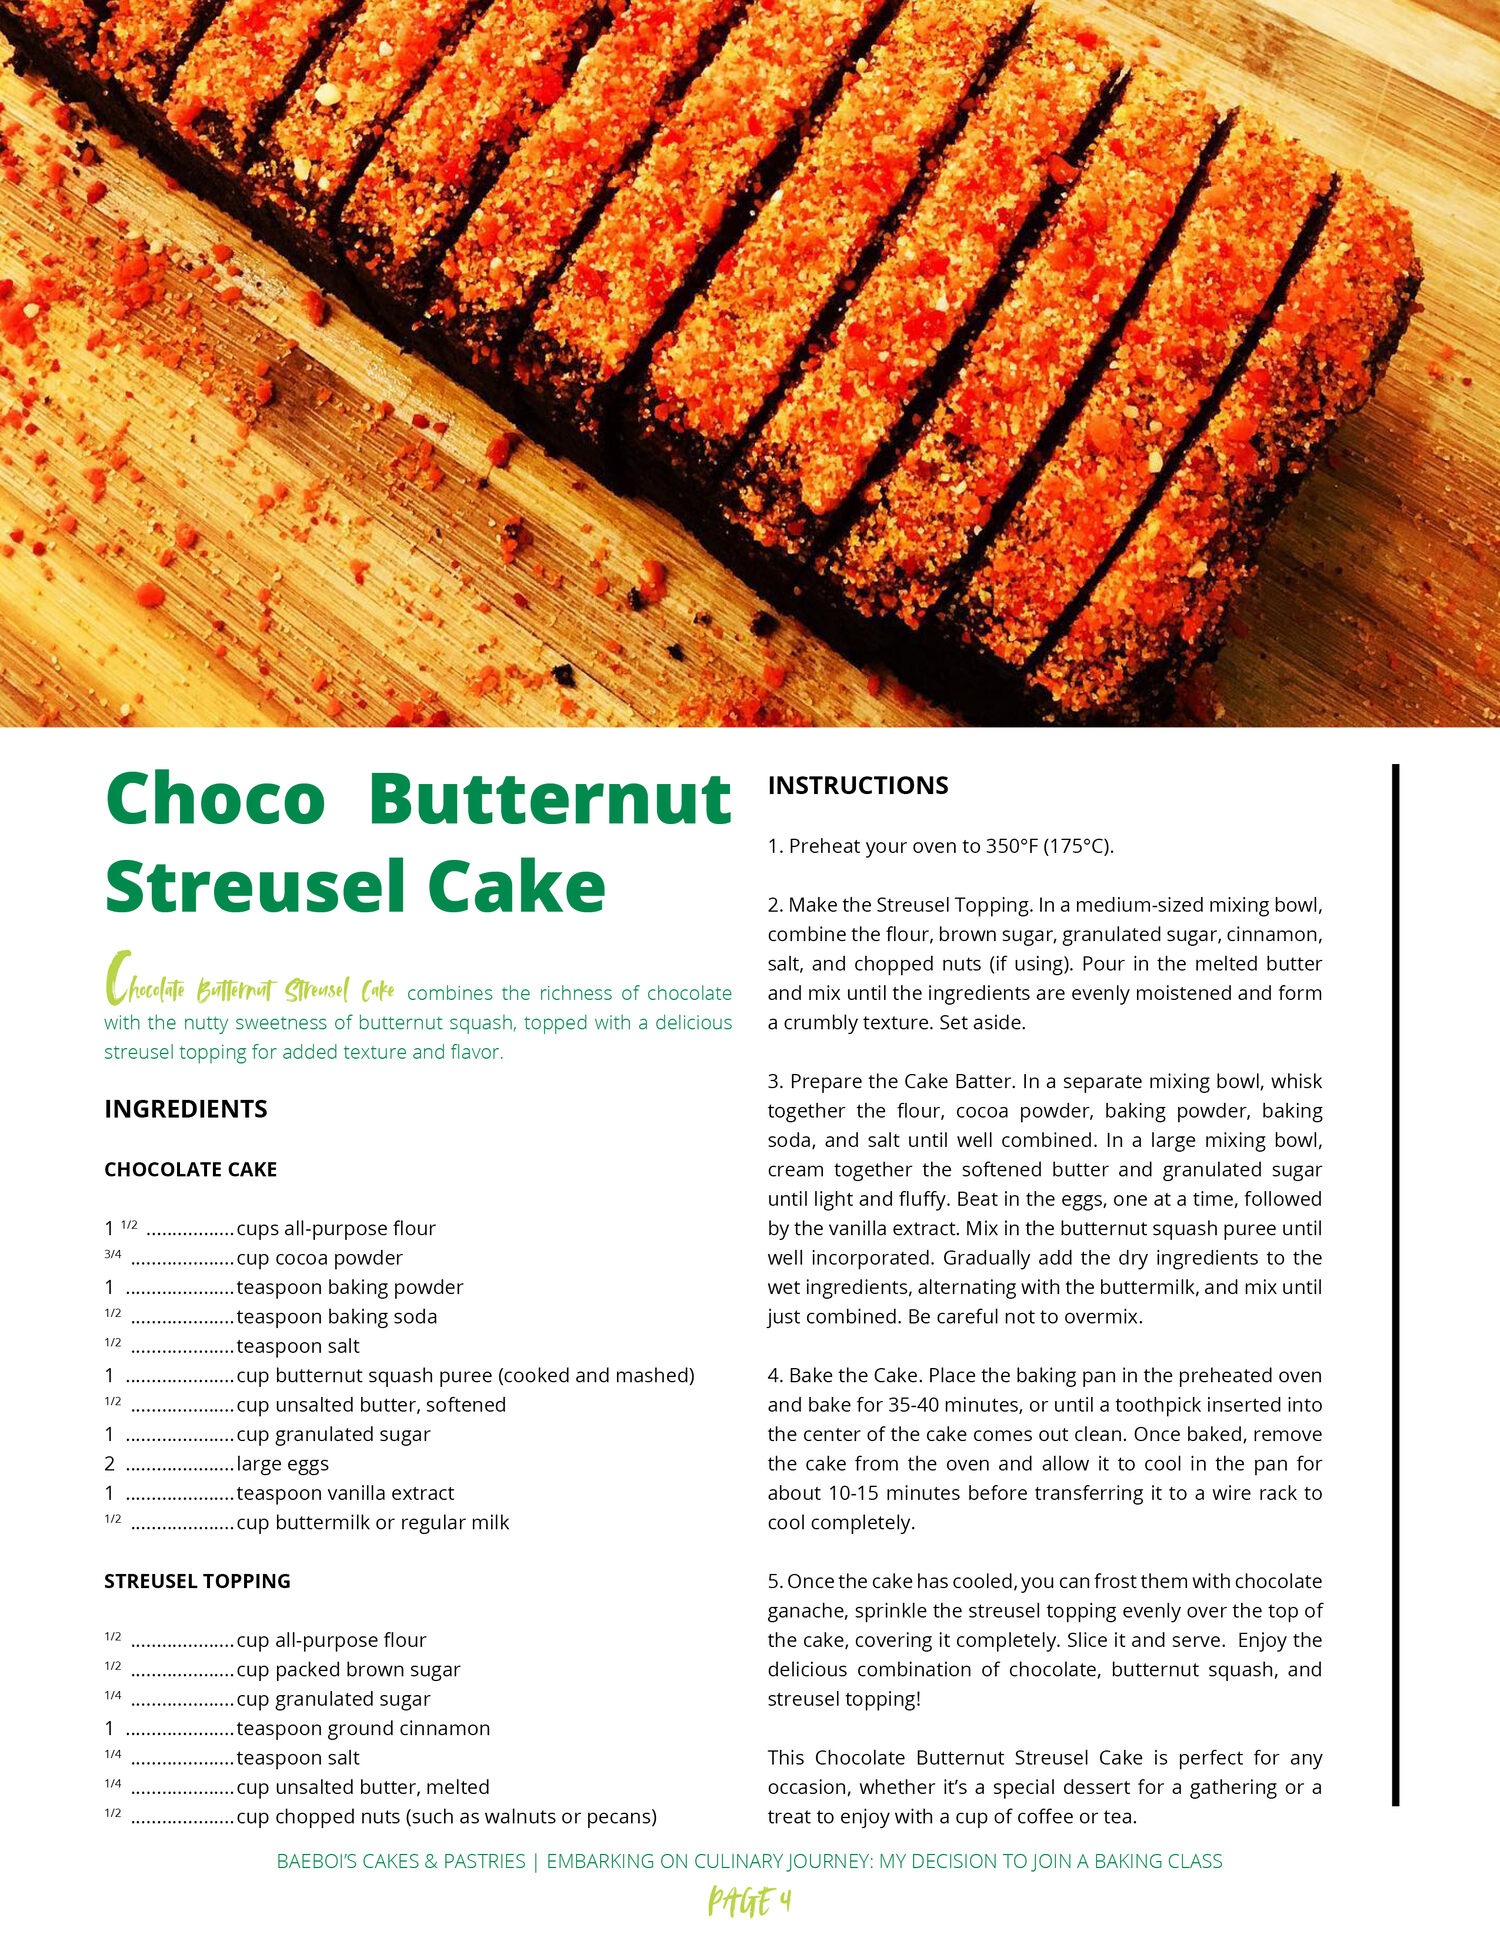 Choco Butternut
Streusel Cake
Chocolate Butternut Streusel Cake combines the richness of chocolate
with the nutty sweetness of butternut squash, topped with a delicious
streusel topping for added texture and flavor.
INGREDIENTS
CHOCOLATE CAKE
1 1/2 .................cups all-purpose flour
3/4 ....................cup cocoa powder
1 .....................teaspoon baking powder
1/2 ....................teaspoon baking soda
1/2 ....................teaspoon salt
1 .....................cup butternut squash puree (cooked and mashed)
1/2 ....................cup unsalted butter, softened
1 .....................cup granulated sugar
2 .....................large eggs
1 .....................teaspoon vanilla extract
1/2 ....................cup buttermilk or regular milk
STREUSEL TOPPING
1/2 ....................cup all-purpose flour
1/2 ....................cup packed brown sugar
1/4 ....................cup granulated sugar
1 .....................teaspoon ground cinnamon
1/4 ....................teaspoon salt
1/4 ....................cup unsalted butter, melted
1/2 ....................cup chopped nuts (such as walnuts or pecans)
INSTRUCTIONS
1. Preheat your oven to 350°F (175°C).
2. Make the Streusel Topping. In a medium-sized mixing bowl,
combine the flour, brown sugar, granulated sugar, cinnamon,
salt, and chopped nuts (if using). Pour in the melted butter
and mix until the ingredients are evenly moistened and form
a crumbly texture. Set aside.
3. Prepare the Cake Batter. In a separate mixing bowl, whisk
together the flour, cocoa powder, baking powder, baking
soda, and salt until well combined. In a large mixing bowl,
cream together the softened butter and granulated sugar
until light and fluffy. Beat in the eggs, one at a time, followed
by the vanilla extract. Mix in the butternut squash puree until
well incorporated. Gradually add the dry ingredients to the
wet ingredients, alternating with the buttermilk, and mix until
just combined. Be careful not to overmix.
4. Bake the Cake. Place the baking pan in the preheated oven
and bake for 35-40 minutes, or until a toothpick inserted into
the center of the cake comes out clean. Once baked, remove
the cake from the oven and allow it to cool in the pan for
about 10-15 minutes before transferring it to a wire rack to
cool completely.
5. Once the cake has cooled, you can frost them with chocolate
ganache, sprinkle the streusel topping evenly over the top of
the cake, covering it completely. Slice it and serve. Enjoy the
delicious combination of chocolate, butternut squash, and
streusel topping!
This Chocolate Butternut Streusel Cake is perfect for any
occasion, whether it's a special dessert for a gathering or a
treat to enjoy with a cup of coffee or tea.
BAEBOI'S CAKES & PASTRIES | EMBARKING ON CULINARY JOURNEY: MY DECISION TO JOIN A BAKING CLASS
PAGE 4